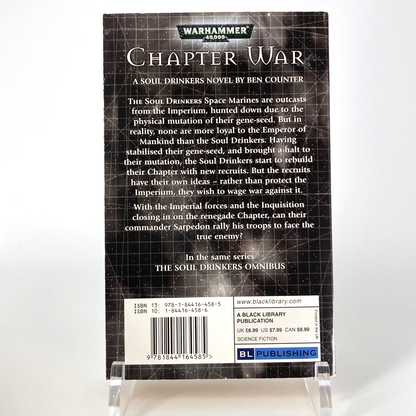 WARHAMMER
40,000
CHAPTER WAR
A SOUL DRINKERS NOVEL BY BEN COUNTER
THE SOUL DRINKERS SPACE MARINES are outcasts
from the Imperium, hunted down due to the
physical mutation of their gene-seed. But in
reality, none are more loyal to the Emperor of
Mankind than the Soul Drinkers. Having
stabilised their gene-seed, and brought a halt to
their mutation, the Soul Drinkers start to rebuild
their Chapter with new recruits. But the recruits
have their own ideas – rather than protect the
Imperium, they wish to wage war against it.
With the Imperial forces and the Inquisition
closing in on the renegade Chapter, can their
commander Sarpedon rally his troops to face the
true enemy?
In the same series
THE SOUL DRINKERS OMNIBUS
ISBN 13: 978-1-84416-458-5
ISBN 10: 1-84416-458-6
9 781844 164585 >
www.blacklibrary.com
A BLACK LIBRARY
PUBLICATION
UK £6.99 US $7.99 CAN $9.99
SCIENCE FICTION
BL PUBLISHING